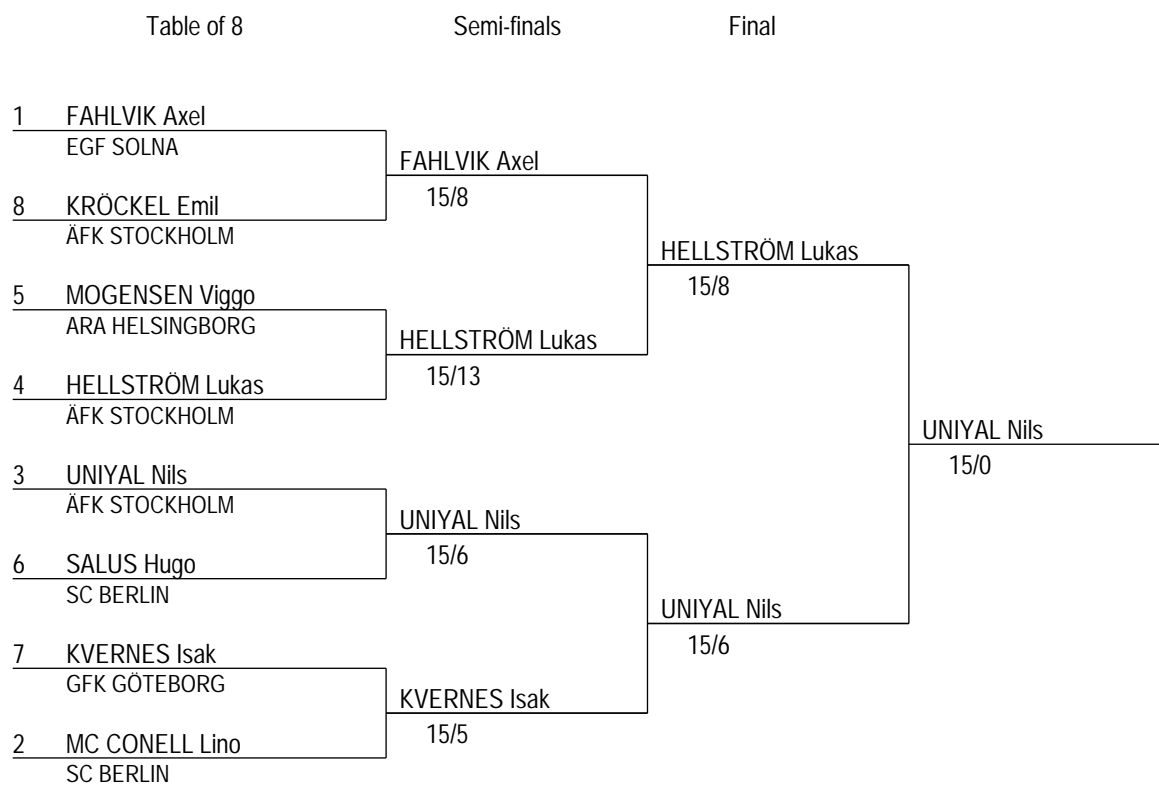 Table of 8 Semi-finals Final
1 FAHLVIK Axel
EGF SOLNA
FAHLVIK Axel
15/8
8 KRÖCKEL Emil
ÄFK STOCKHOLM
HELLSTRÖM Lukas
15/8
5 MOGENSEN Viggo
ARA HELSINGBORG
HELLSTRÖM Lukas
15/13
4 HELLSTRÖM Lukas
ÄFK STOCKHOLM
UNIYAL Nils
15/0
3 UNIYAL Nils
ÄFK STOCKHOLM
UNIYAL Nils
15/6
6 SALUS Hugo
SC BERLIN
UNIYAL Nils
15/6
7 KVERNES Isak
GFK GÖTEBORG
KVERNES Isak
15/5
2 MC CONELL Lino
SC BERLIN